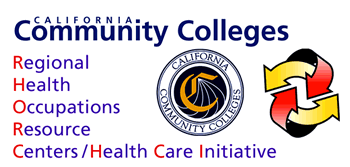 CALIFORNIA
Community Colleges
Regional
Health
Occupations
Resource
Centers/Health Care Initiative
CALIFORNIA
C
COMMUNITY COLLEGES